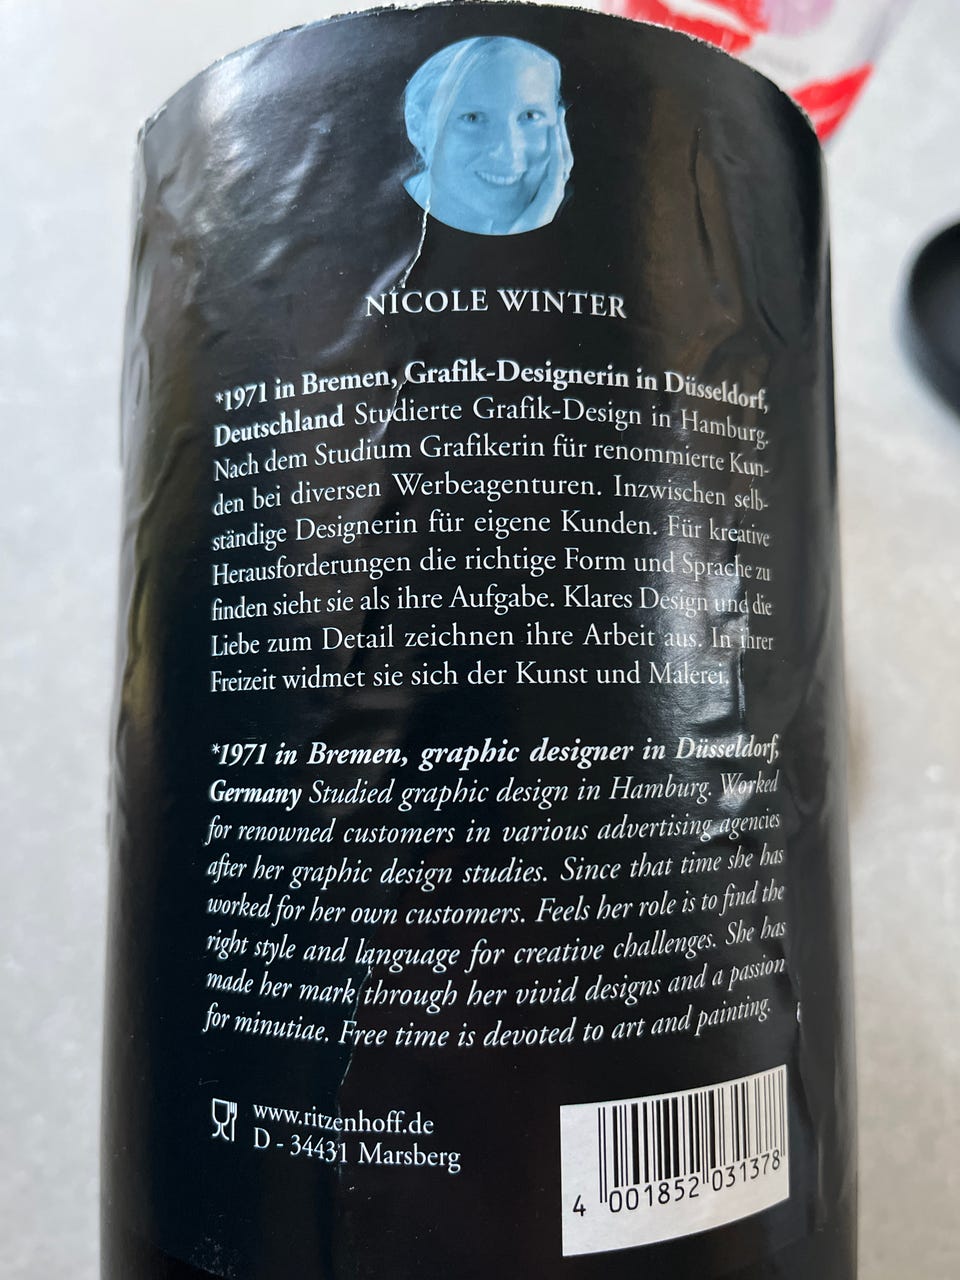 NICOLE WINTER
*1971 in Bremen, Grafik-Designerin in Düsseldorf,
Deutschland Studierte Grafik-Design in Hamburg.
Nach dem Studium Grafikerin für renommierte Kun-
den bei diversen Werbeagenturen. Inzwischen selb-
ständige Designerin für eigene Kunden. Für kreative
Herausforderungen die richtige Form und Sprache zu
finden sieht sie als ihre Aufgabe. Klares Design und die
Liebe zum Detail zeichnen ihre Arbeit aus. In ihrer
Freizeit widmet sie sich der Kunst und Malerei.
*1971 in Bremen, graphic designer in Düsseldorf,
Germany Studied graphic design in Hamburg. Worked
for renowned customers in various advertising agencies
after her graphic design studies. Since that time she has
worked for her own customers. Feels her role is to find the
right style and language for creative challenges. She has
made her mark through her vivid designs and a passion
for minutiae. Free time is devoted to art and painting.
www.ritzenhoff.de
D - 34431 Marsberg
4 001852 031378